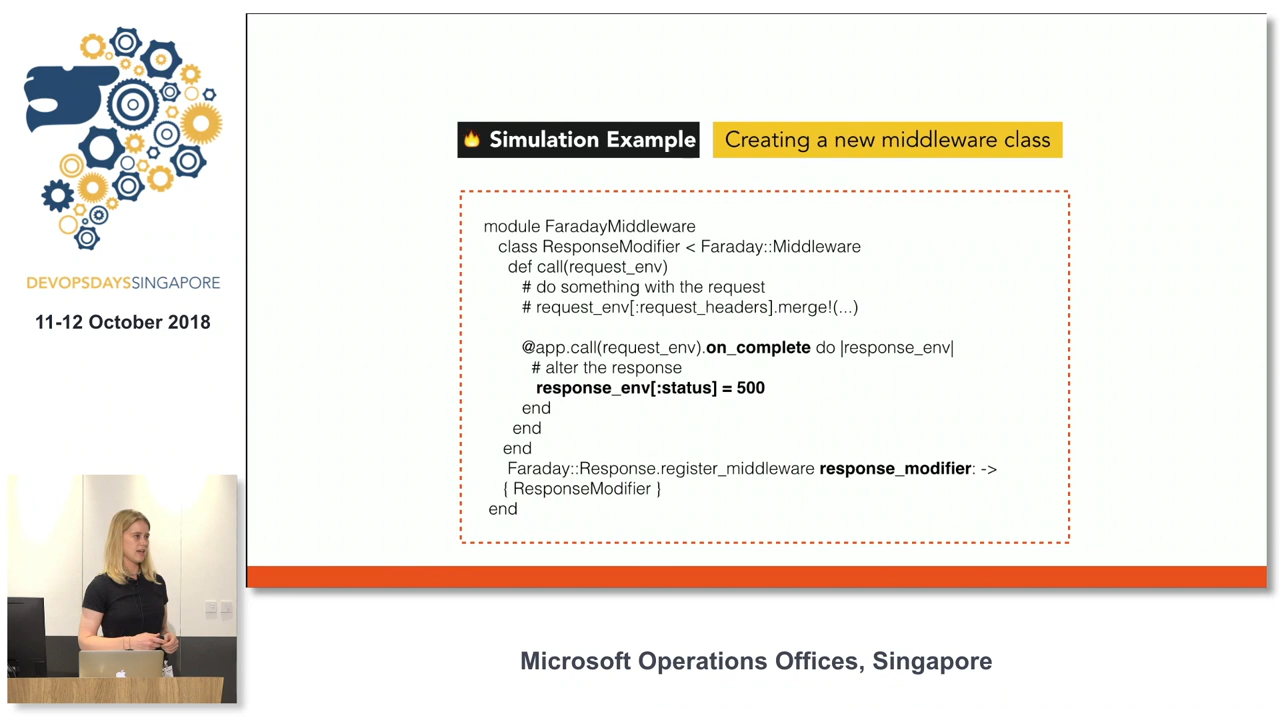 DEVOPSDAYSSINGAPORE
11-12 October 2018
Simulation Example
Creating a new middleware class
module FaradayMiddleware
class ResponseModifier < Faraday::Middleware
def call(request_env)
# do something with the request
# request_env[:request_headers].merge!(...)
@app.call(request_env).on_complete do |response_env|
# alter the response
response_env[:status] = 500
end
end
end
Faraday::Response.register_middleware response_modifier: ->
{ ResponseModifier }
end
Microsoft Operations Offices, Singapore